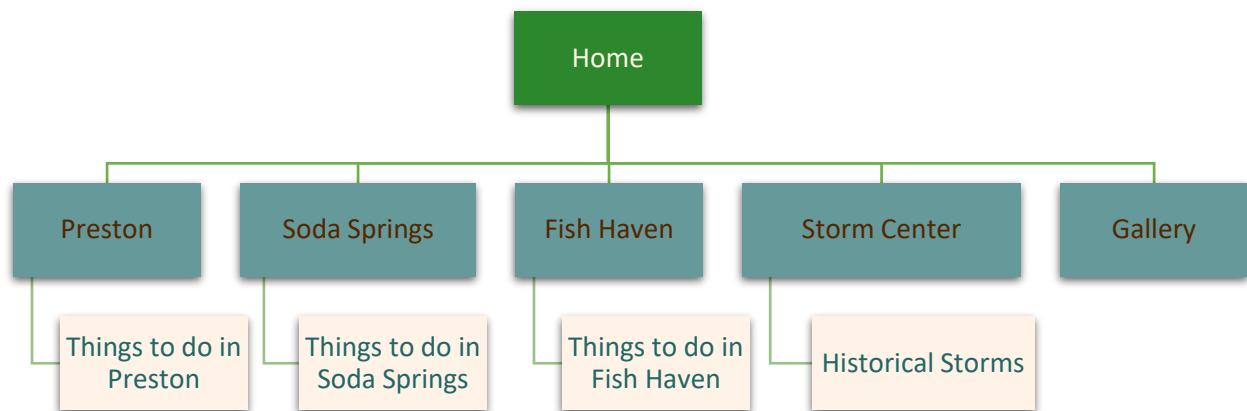 Home
Preston
Soda Springs
Fish Haven
Storm Center
Gallery
Things to do in
Preston
Things to do in
Soda Springs
Things to do in
Fish Haven
Historical Storms